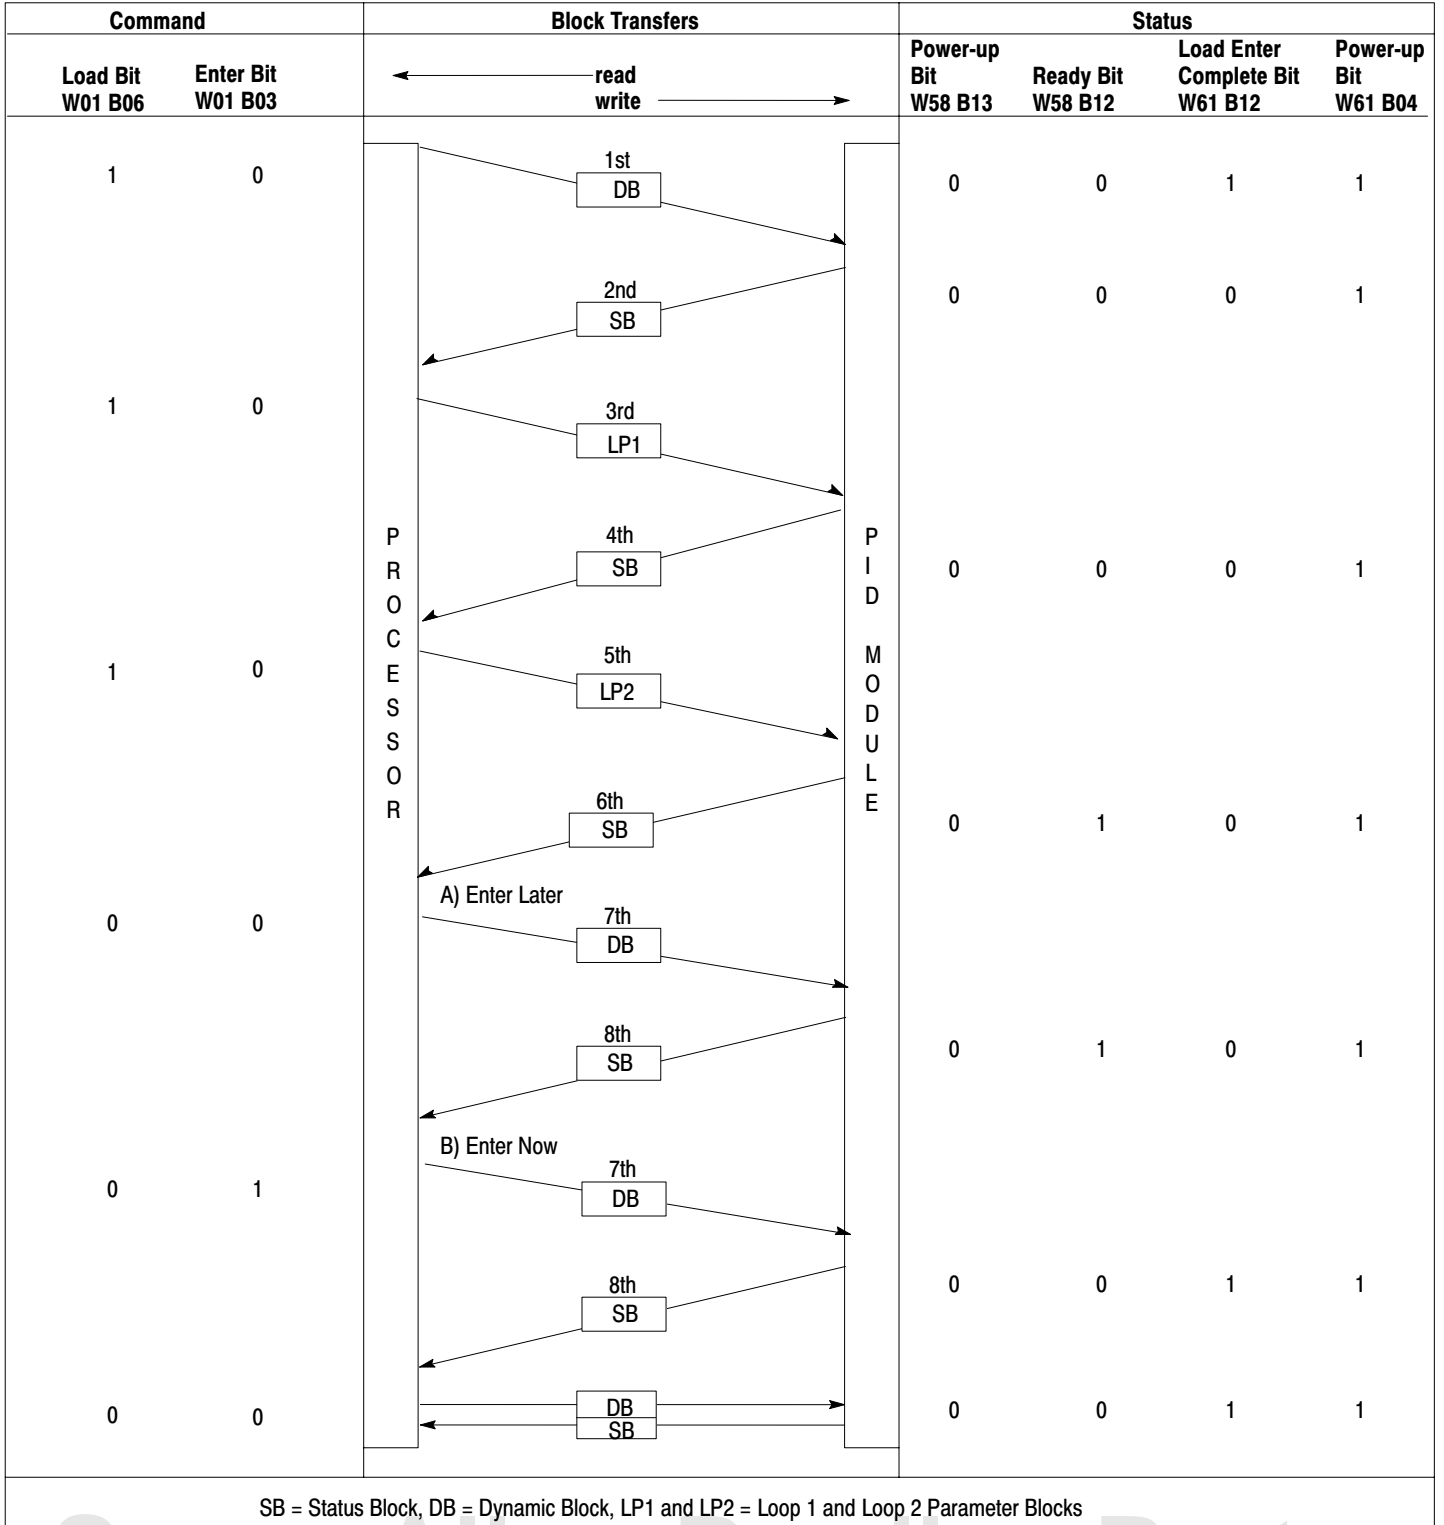 Command Block Transfers Status
Load Bit W01 B06
Enter Bit W01 B03
read
write
Power-up Bit W58 B13
Ready Bit W58 B12
Load Enter Complete Bit W61 B12
Power-up Bit W61 B04
1 0 1st DB 0 0 1 1
2nd SB 0 0 0 1
1 0 3rd LP1
4th SB 0 0 0 1
PROCESSOR
PID MODULE
1 0 5th LP2
6th SB 0 1 0 1
A) Enter Later
0 0 7th DB
8th SB 0 1 0 1
B) Enter Now
0 1 7th DB
8th SB 0 0 1 1
0 0 DB 0 0 1 1
SB
SB = Status Block, DB = Dynamic Block, LP1 and LP2 = Loop 1 and Loop 2 Parameter Blocks